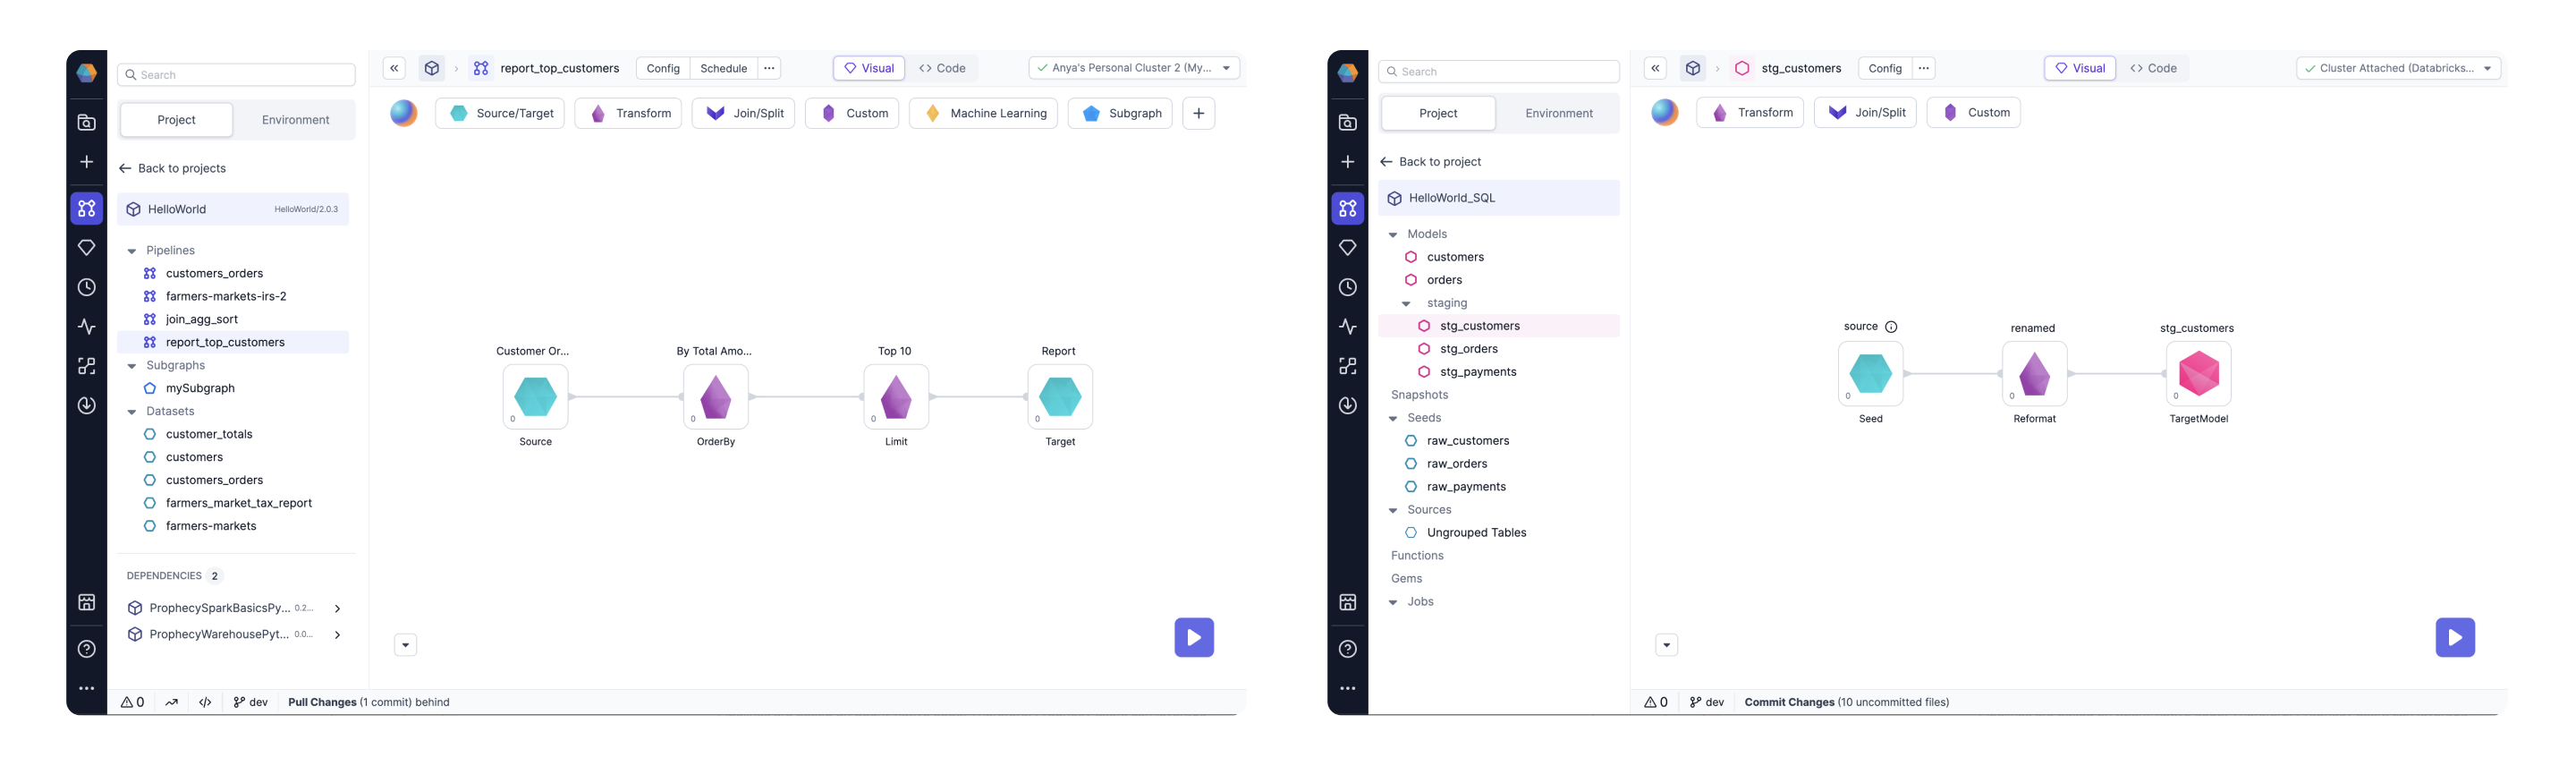 Search
Project Environment
Back to projects
HelloWorld HelloWorld/2.0.3
Pipelines
customers_orders
farmers-markets-irs-2
join_agg_sort
report_top_customers
Subgraphs
mySubgraph
Datasets
customer_totals
customers
customers_orders
farmers_market_tax_report
farmers-markets
DEPENDENCIES 2
ProphecySparkBasicsPy... 0.2...
ProphecyWarehousePyt... 0.0...
report_top_customers Config Schedule ... Visual <> Code Anya's Personal Cluster 2 (My...
Source/Target Transform Join/Split Custom Machine Learning Subgraph +
Customer Or... By Total Amo... Top 10 Report
0 0 0 0
Source OrderBy Limit Target
0 dev Pull Changes (1 commit) behind
Search
Project Environment
Back to project
HelloWorld_SQL
Models
customers
orders
staging
stg_customers
stg_orders
stg_payments
Snapshots
Seeds
raw_customers
raw_orders
raw_payments
Sources
Ungrouped Tables
Functions
Gems
Jobs
stg_customers Config ... Visual <> Code Cluster Attached (Databricks...
Transform Join/Split Custom
source renamed stg_customers
0 0 0
Seed Reformat TargetModel
0 dev Commit Changes (10 uncommitted files)